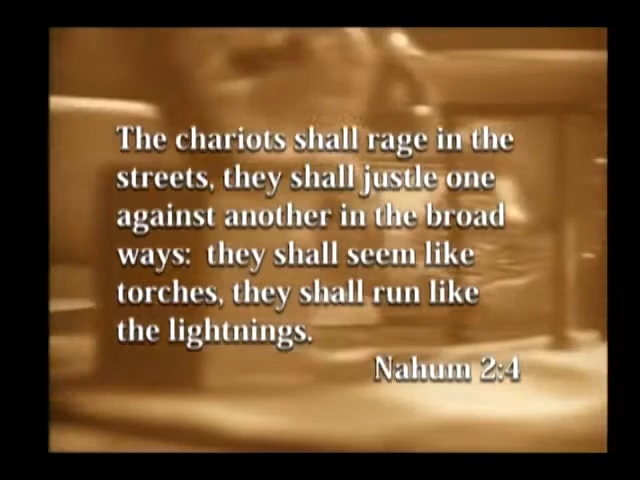 The chariots shall rage in the
streets, they shall justle one
against another in the broad
ways:  they shall seem like
torches, they shall run like
the lightnings.
Nahum 2:4